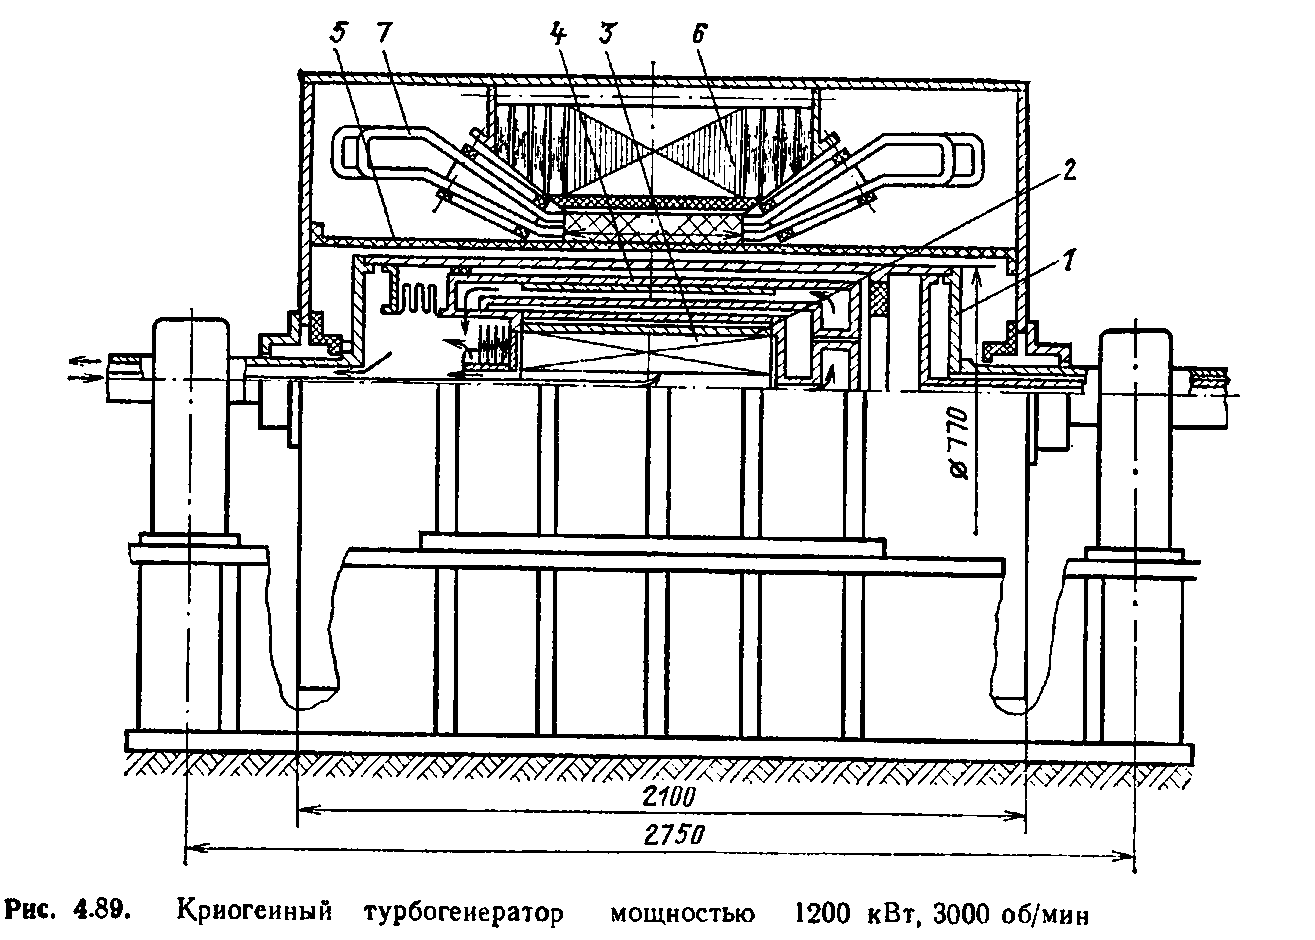 5 7 4 3 6
2
1
Ø 770
2100
2750
Рис. 4.89. Криогенный турбогенератор мощностью 1200 кВт, 3000 об/мин